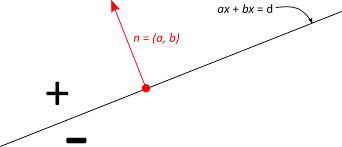 ax + bx = d
n = (a, b)
+
−